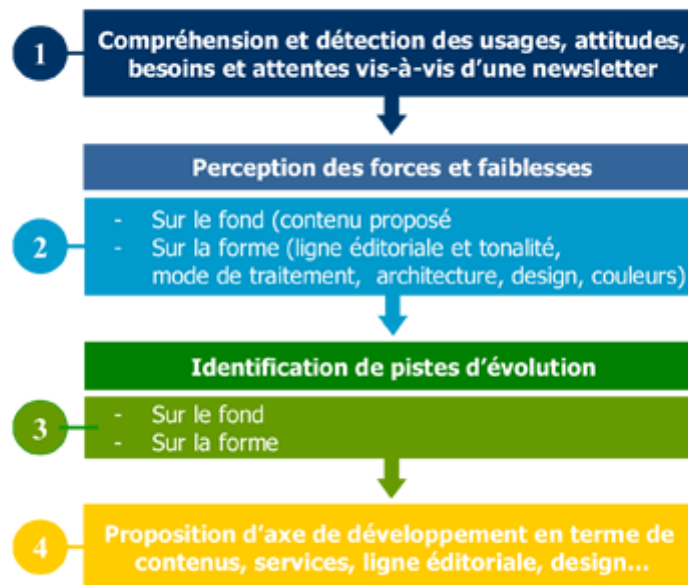 1
Compréhension et détection des usages, attitudes,
besoins et attentes vis-à-vis d'une newsletter
Perception des forces et faiblesses
2
- Sur le fond (contenu proposé
- Sur la forme (ligne éditoriale et tonalité,
mode de traitement, architecture, design, couleurs)
Identification de pistes d'évolution
3
- Sur le fond
- Sur la forme
4
Proposition d'axe de développement en terme de
contenus, services, ligne éditoriale, design...